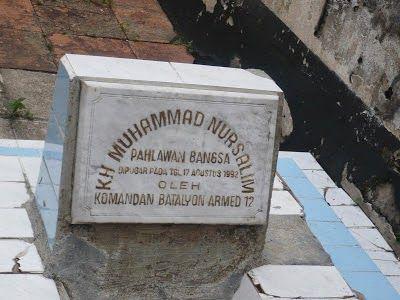 KH MUHAMMAD NURSALIM
PAHLAWAN BANGSA
DIPUGAR PADA TGL 17 AGUSTUS 1992
OLEH
KOMANDAN BATALYON ARMED 12